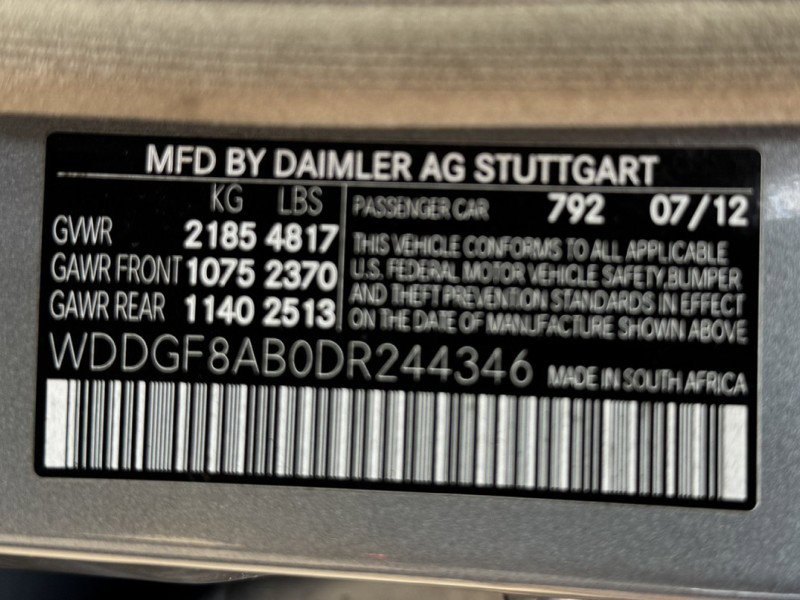 MFD BY DAIMLER AG STUTTGART
KG LBS
GVWR 2185 4817
GAWR FRONT 1075 2370
GAWR REAR 1140 2513
PASSENGER CAR 792 07/12
THIS VEHICLE CONFORMS TO ALL APPLICABLE
U.S. FEDERAL MOTOR VEHICLE SAFETY, BUMPER
AND THEFT PREVENTION STANDARDS IN EFFECT
ON THE DATE OF MANUFACTURE SHOWN ABOVE
WDDGF8AB0DR244346 MADE IN SOUTH AFRICA